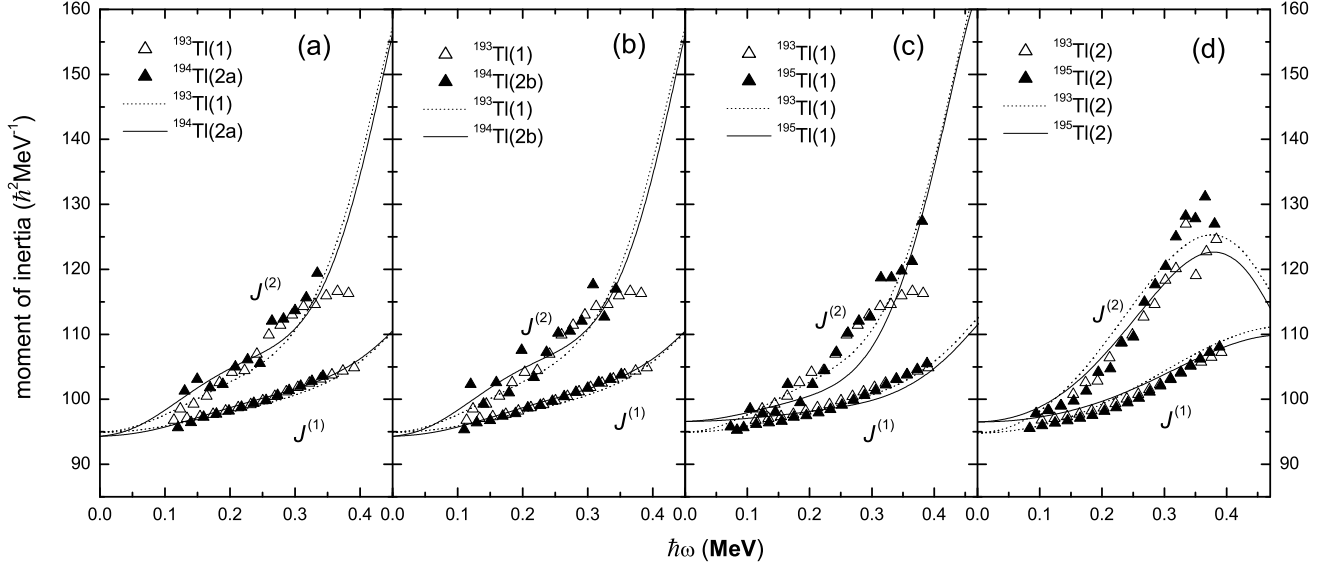 160
150
140
130
120
110
100
90
moment of inertia (ℏ²MeV⁻¹)
(a)
¹⁹³Tl(1)
¹⁹⁴Tl(2a)
¹⁹³Tl(1)
¹⁹⁴Tl(2a)
J⁽²⁾
J⁽¹⁾
(b)
¹⁹³Tl(1)
¹⁹⁴Tl(2b)
¹⁹³Tl(1)
¹⁹⁴Tl(2b)
J⁽²⁾
J⁽¹⁾
(c)
¹⁹³Tl(1)
¹⁹⁵Tl(1)
¹⁹³Tl(1)
¹⁹⁵Tl(1)
J⁽²⁾
J⁽¹⁾
(d)
¹⁹³Tl(2)
¹⁹⁵Tl(2)
¹⁹³Tl(2)
¹⁹⁵Tl(2)
J⁽²⁾
J⁽¹⁾
160
150
140
130
120
110
100
90
0.0 0.1 0.2 0.3 0.4 0.0 0.1 0.2 0.3 0.4 0.0 0.1 0.2 0.3 0.4 0.0 0.1 0.2 0.3 0.4
ℏω (MeV)